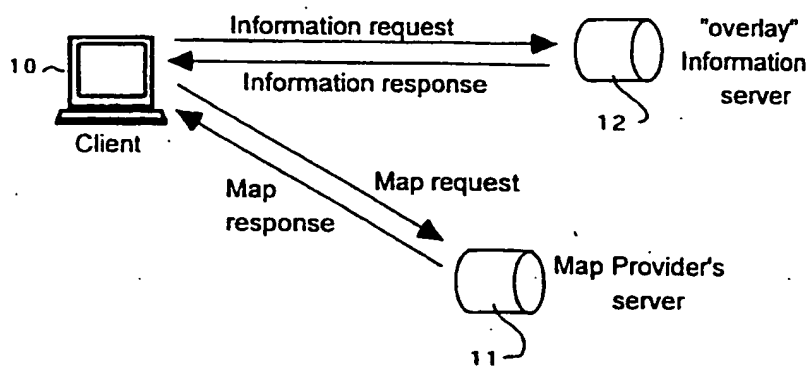 Information request
"overlay"
10
Information
server
Information response
12
Client
Map request
Map
response
Map Provider's
server
11